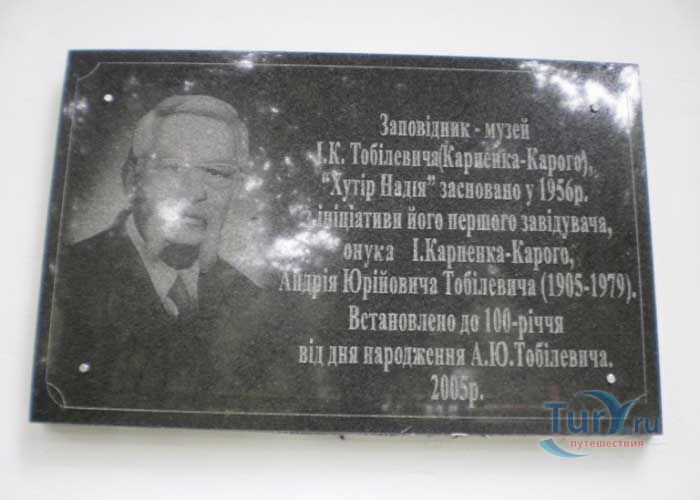 Заповідник - музей
І.К. Тобілевича(Карпенка-Карого),
“Хутір Надія” засновано у 1956р.
з ініціативи його першого завідувача,
онука І.Карпенка-Карого,
Андрія Юрійовича Тобілевича (1905-1979).
Встановлено до 100-річчя
від дня народження А.Ю.Тобілевича.
2005р.
TurY.ru
путешествия